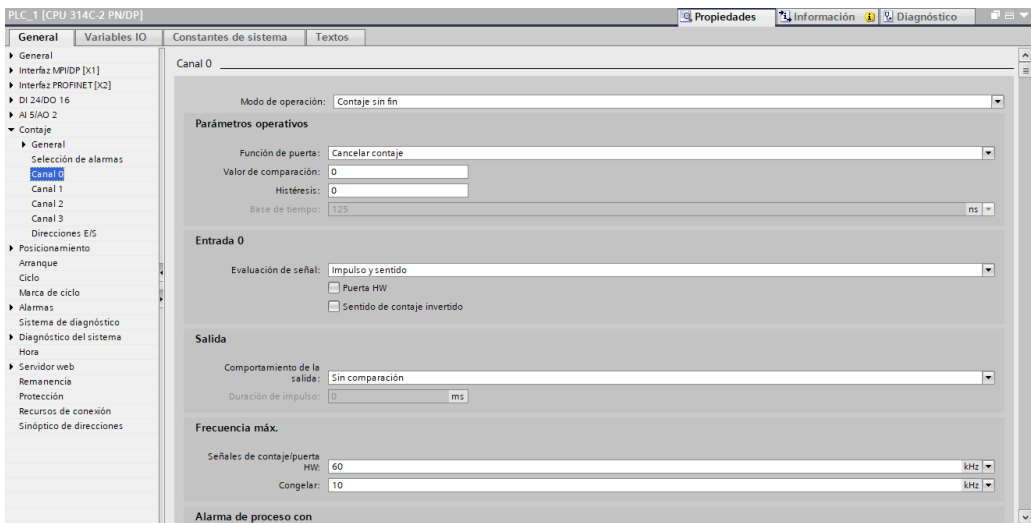 PLC_1 [CPU 314C-2 PN/DP]
Propiedades Información Diagnóstico
General Variables IO Constantes de sistema Textos
General
Interfaz MPI/DP [X1]
Interfaz PROFINET [X2]
DI 24/DO 16
AI 5/AO 2
Contaje
General
Selección de alarmas
Canal 0
Canal 1
Canal 2
Canal 3
Direcciones E/S
Posicionamiento
Arranque
Ciclo
Marca de ciclo
Alarmas
Sistema de diagnóstico
Diagnóstico del sistema
Hora
Servidor web
Remanencia
Protección
Recursos de conexión
Sinóptico de direcciones
Canal 0
Modo de operación: Contaje sin fin
Parámetros operativos
Función de puerta: Cancelar contaje
Valor de comparación: 0
Histéresis: 0
Base de tiempo: 125 ns
Entrada 0
Evaluación de señal: Impulso y sentido
Puerta HW
Sentido de contaje invertido
Salida
Comportamiento de la
salida: Sin comparación
Duración de impulso: 0 ms
Frecuencia máx.
Señales de contaje/puerta
HW: 60 kHz
Congelar: 10 kHz
Alarma de proceso con